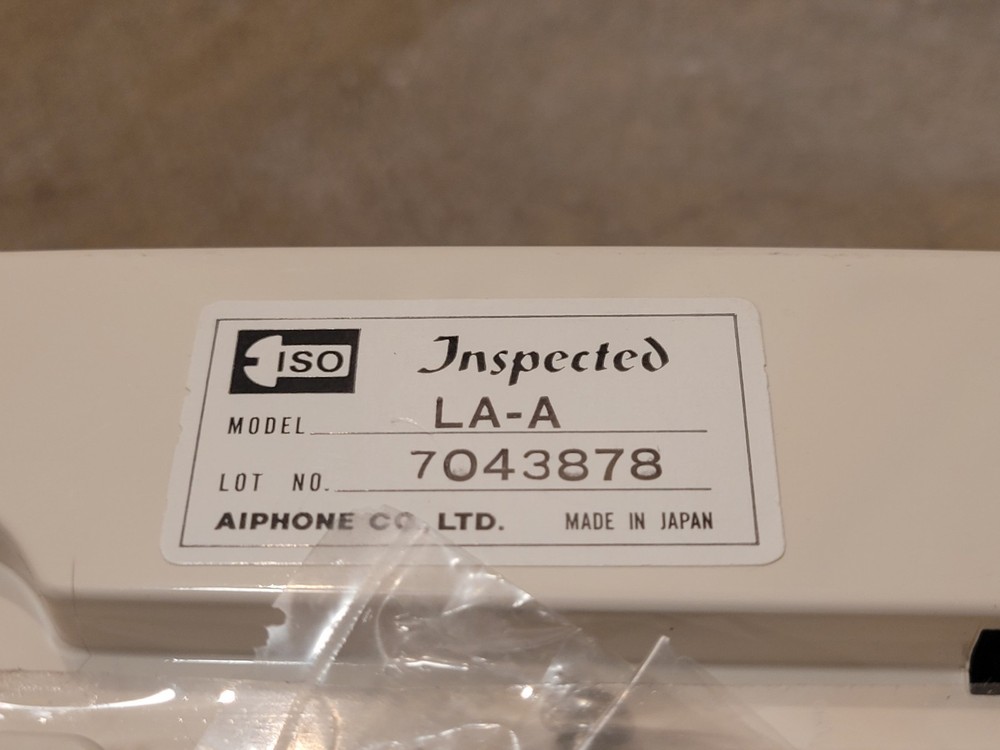 ISO Inspected
MODEL LA-A
LOT NO. 7043878
AIPHONE CO., LTD. MADE IN JAPAN